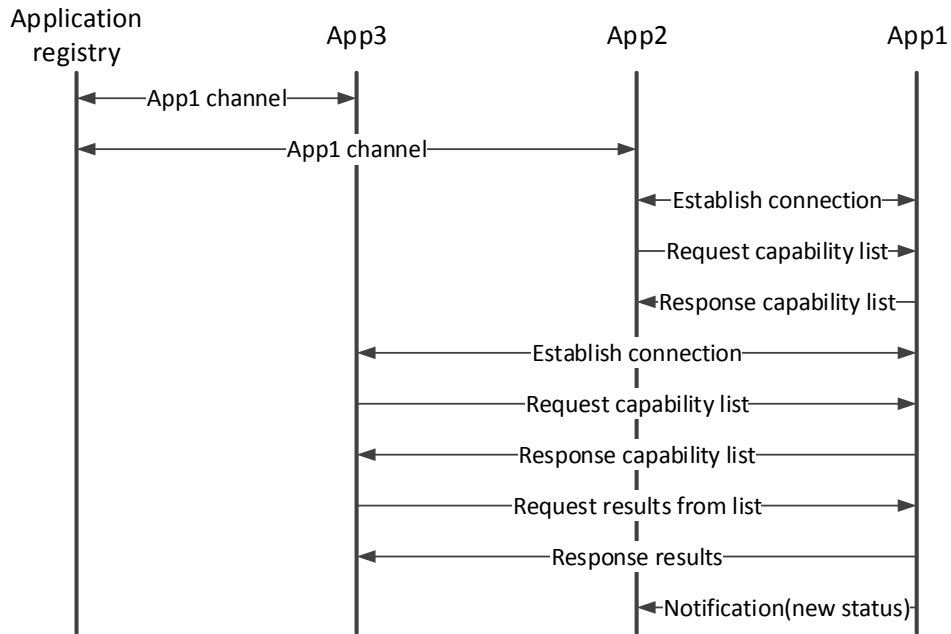 Application
registry
App3
App2
App1
App1 channel
App1 channel
Establish connection
Request capability list
Response capability list
Establish connection
Request capability list
Response capability list
Request results from list
Response results
Notification(new status)